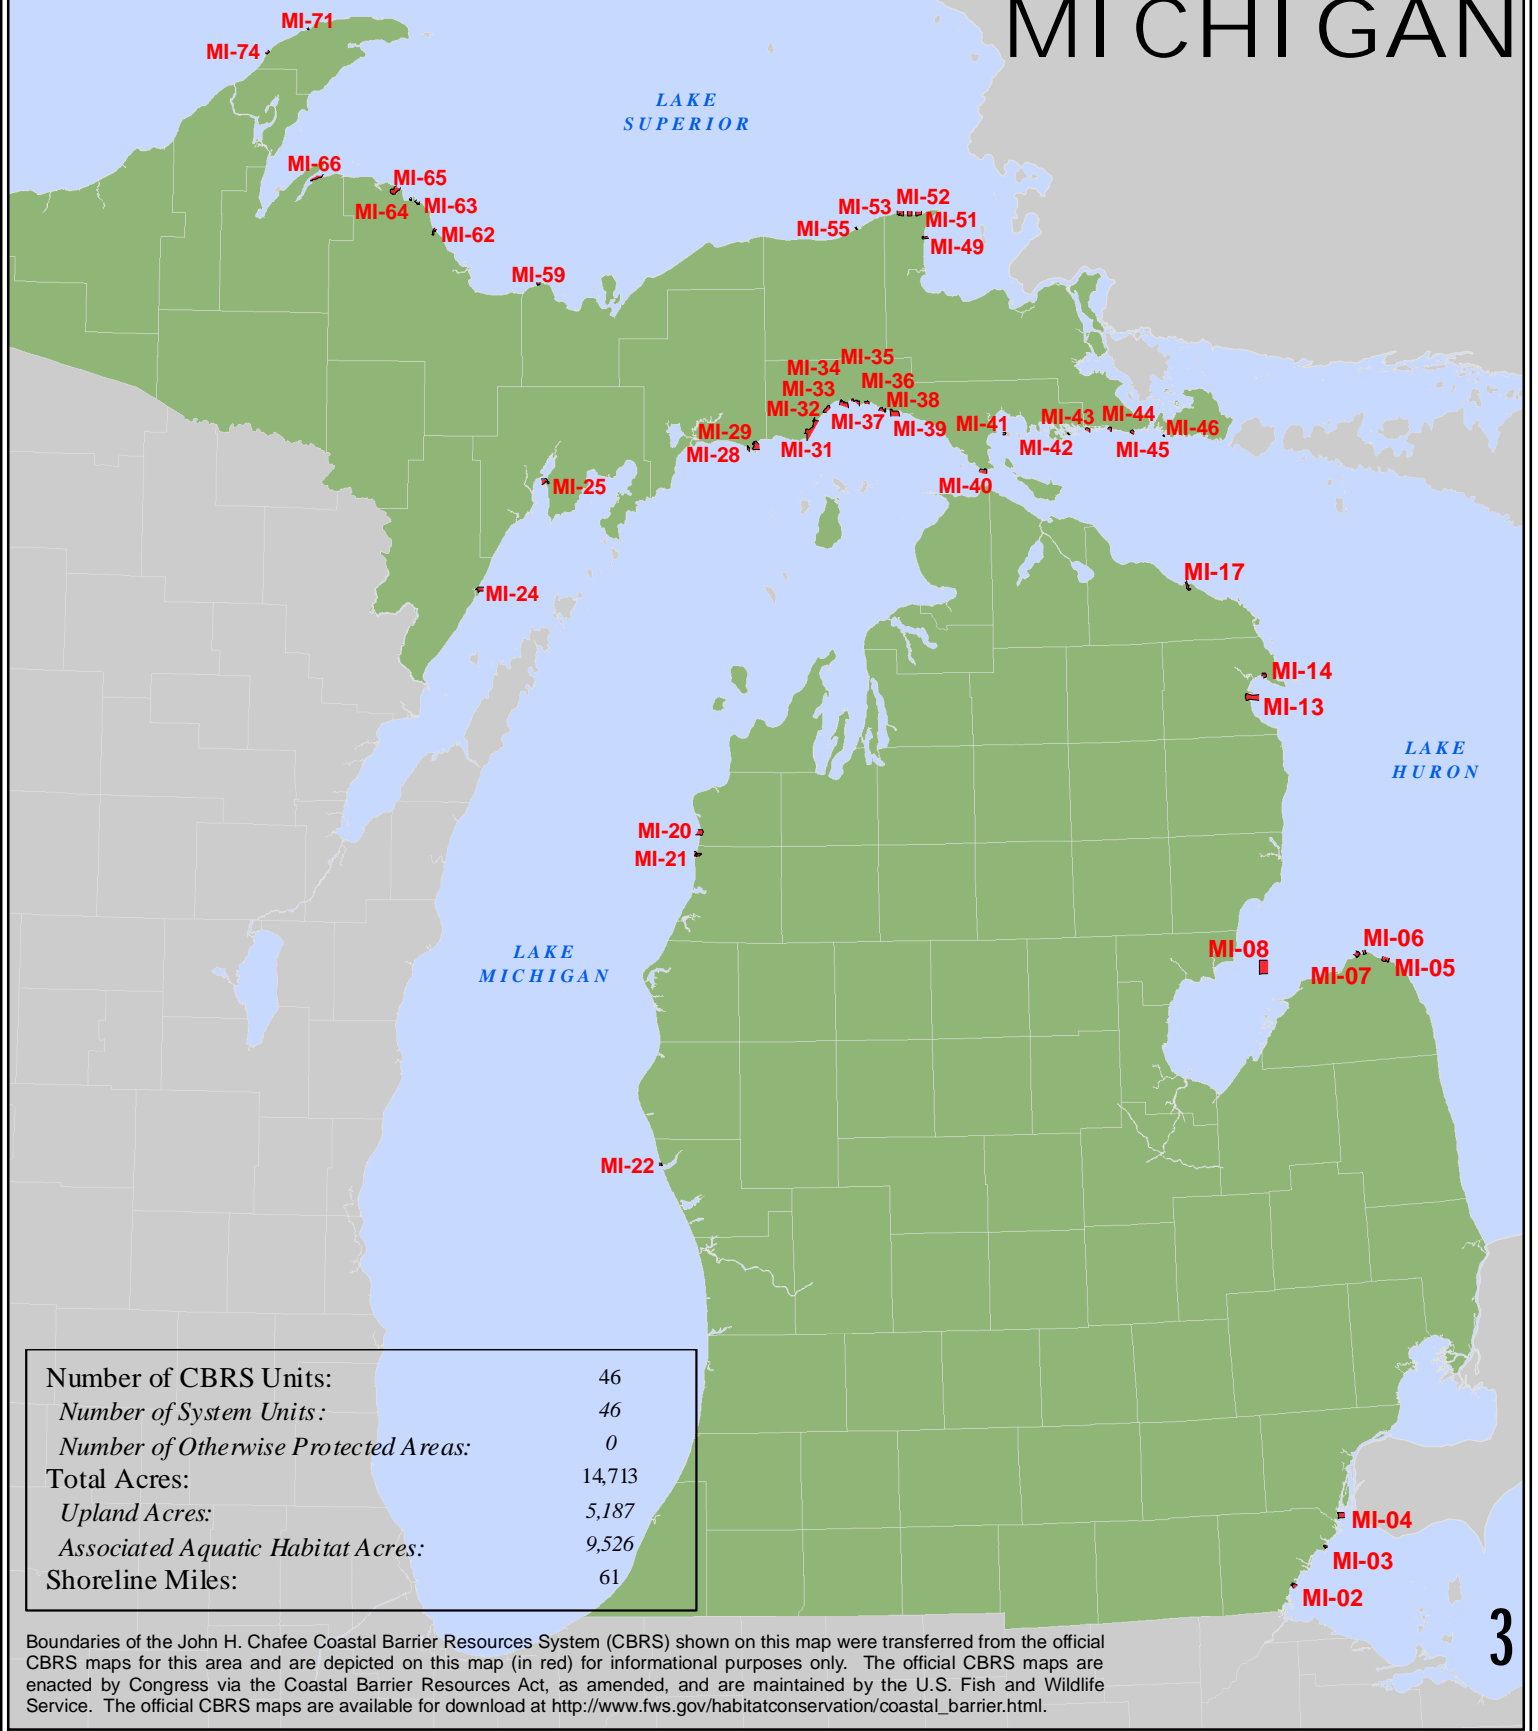 MICHIGAN
MI-71
MI-74
LAKE
SUPERIOR
MI-66
MI-65
MI-64
MI-63
MI-62
MI-59
MI-52
MI-53
MI-51
MI-55
MI-49
MI-35
MI-34
MI-36
MI-33
MI-38
MI-32
MI-37
MI-39
MI-41
MI-43
MI-44
MI-46
MI-29
MI-28
MI-31
MI-42
MI-45
MI-40
MI-25
MI-24
MI-17
MI-14
MI-13
LAKE
HURON
MI-20
MI-21
LAKE
MICHIGAN
MI-08
MI-06
MI-07
MI-05
MI-22
MI-04
MI-03
MI-02
Number of CBRS Units: 46
Number of System Units: 46
Number of Otherwise Protected Areas: 0
Total Acres: 14,713
Upland Acres: 5,187
Associated Aquatic Habitat Acres: 9,526
Shoreline Miles: 61
Boundaries of the John H. Chafee Coastal Barrier Resources System (CBRS) shown on this map were transferred from the official
CBRS maps for this area and are depicted on this map (in red) for informational purposes only. The official CBRS maps are
enacted by Congress via the Coastal Barrier Resources Act, as amended, and are maintained by the U.S. Fish and Wildlife
Service. The official CBRS maps are available for download at http://www.fws.gov/habitatconservation/coastal_barrier.html.
3